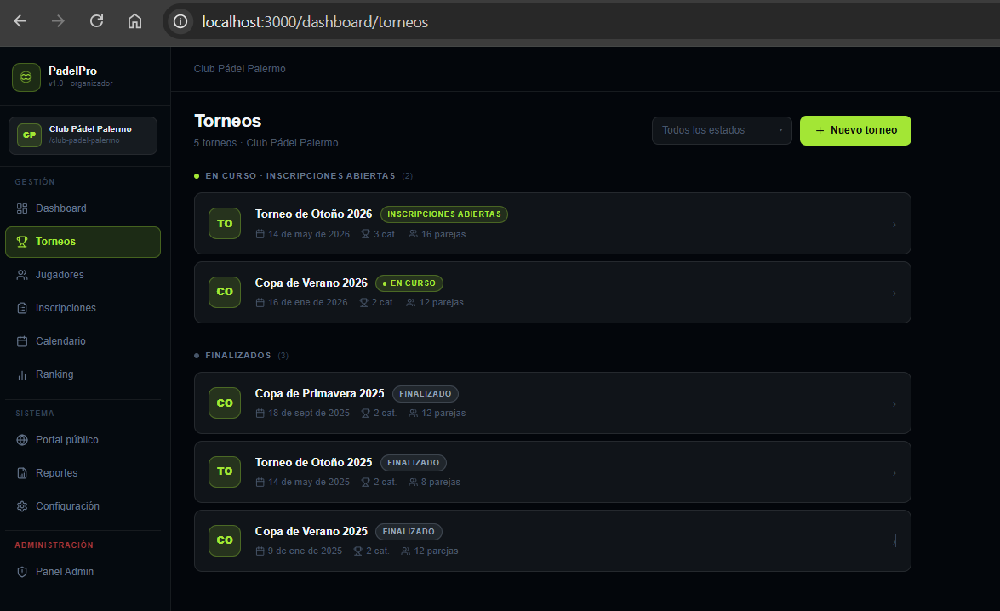 localhost:3000/dashboard/torneos
PadelPro
v1.0 · organizador
CP
Club Pádel Palermo
/club-padel-palermo
GESTIÓN
Dashboard
Torneos
Jugadores
Inscripciones
Calendario
Ranking
SISTEMA
Portal público
Reportes
Configuración
ADMINISTRACIÓN
Panel Admin
Club Pádel Palermo
Torneos
5 torneos · Club Pádel Palermo
Todos los estados
+ Nuevo torneo
EN CURSO · INSCRIPCIONES ABIERTAS (2)
TO
Torneo de Otoño 2026 INSCRIPCIONES ABIERTAS
14 de may de 2026 3 cat. 16 parejas
CO
Copa de Verano 2026 EN CURSO
16 de ene de 2026 2 cat. 12 parejas
FINALIZADOS (3)
CO
Copa de Primavera 2025 FINALIZADO
18 de sept de 2025 2 cat. 12 parejas
TO
Torneo de Otoño 2025 FINALIZADO
14 de may de 2025 2 cat. 8 parejas
CO
Copa de Verano 2025 FINALIZADO
9 de ene de 2025 2 cat. 12 parejas